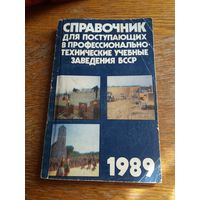 СПРАВОЧНИК
ДЛЯ ПОСТУПАЮЩИХ
В ПРОФЕССИОНАЛЬНО-
ТЕХНИЧЕСКИЕ УЧЕБНЫЕ
ЗАВЕДЕНИЯ БССР
1989